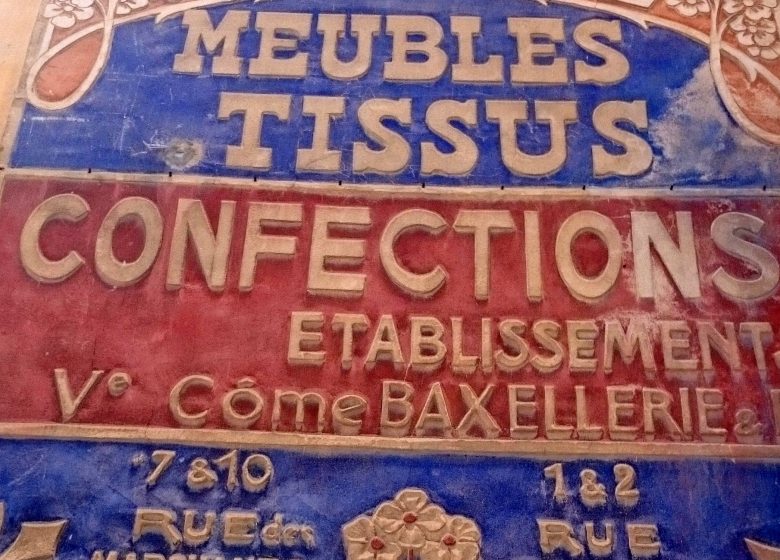 MEUBLES
TISSUS
CONFECTIONS
ETABLISSEMENT
Ve Côme BAXELLERIE &
7 & 10
1 & 2
RUE des
RUE